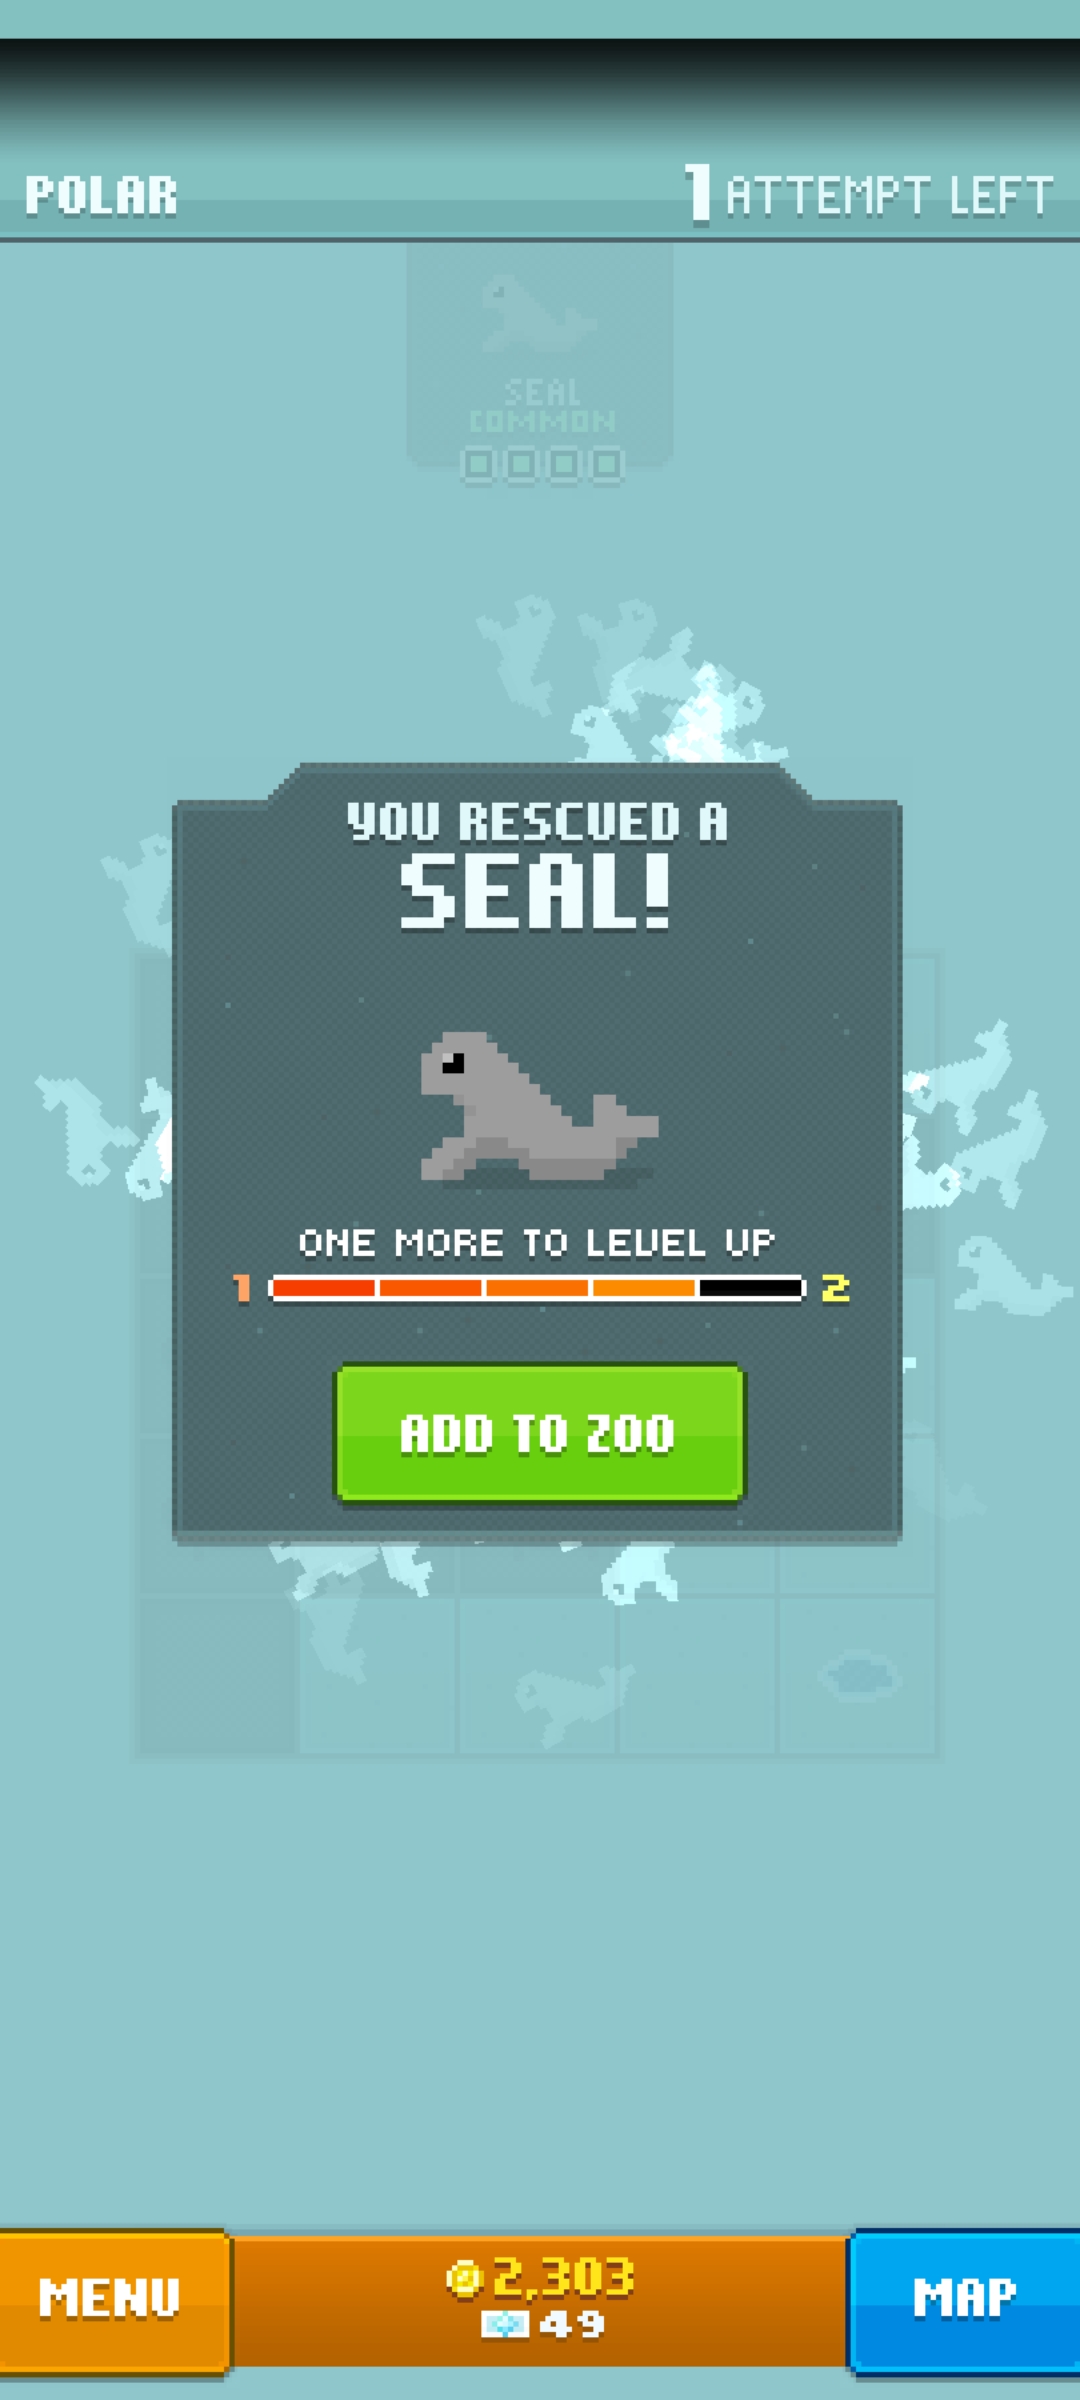 POLAR
1 ATTEMPT LEFT
SEAL
COMMON
YOU RESCUED A
SEAL!
ONE MORE TO LEVEL UP
1 2
ADD TO ZOO
MENU
2,303
49
MAP